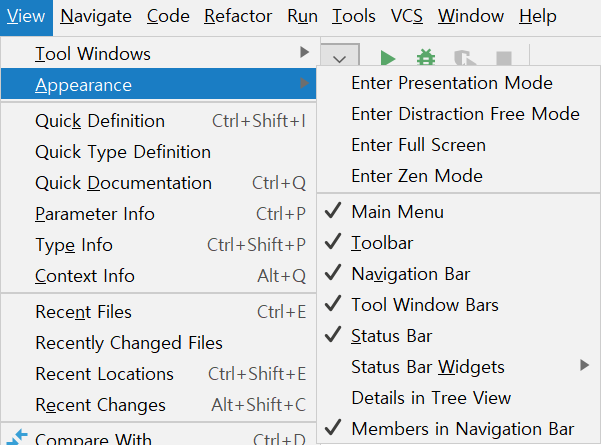 View Navigate Code Refactor Run Tools VCS Window Help
Tool Windows
Appearance
Quick Definition Ctrl+Shift+I
Quick Type Definition
Quick Documentation Ctrl+Q
Parameter Info Ctrl+P
Type Info Ctrl+Shift+P
Context Info Alt+Q
Recent Files Ctrl+E
Recently Changed Files
Recent Locations Ctrl+Shift+E
Recent Changes Alt+Shift+C
Compare With Ctrl+D
Enter Presentation Mode
Enter Distraction Free Mode
Enter Full Screen
Enter Zen Mode
Main Menu
Toolbar
Navigation Bar
Tool Window Bars
Status Bar
Status Bar Widgets
Details in Tree View
Members in Navigation Bar